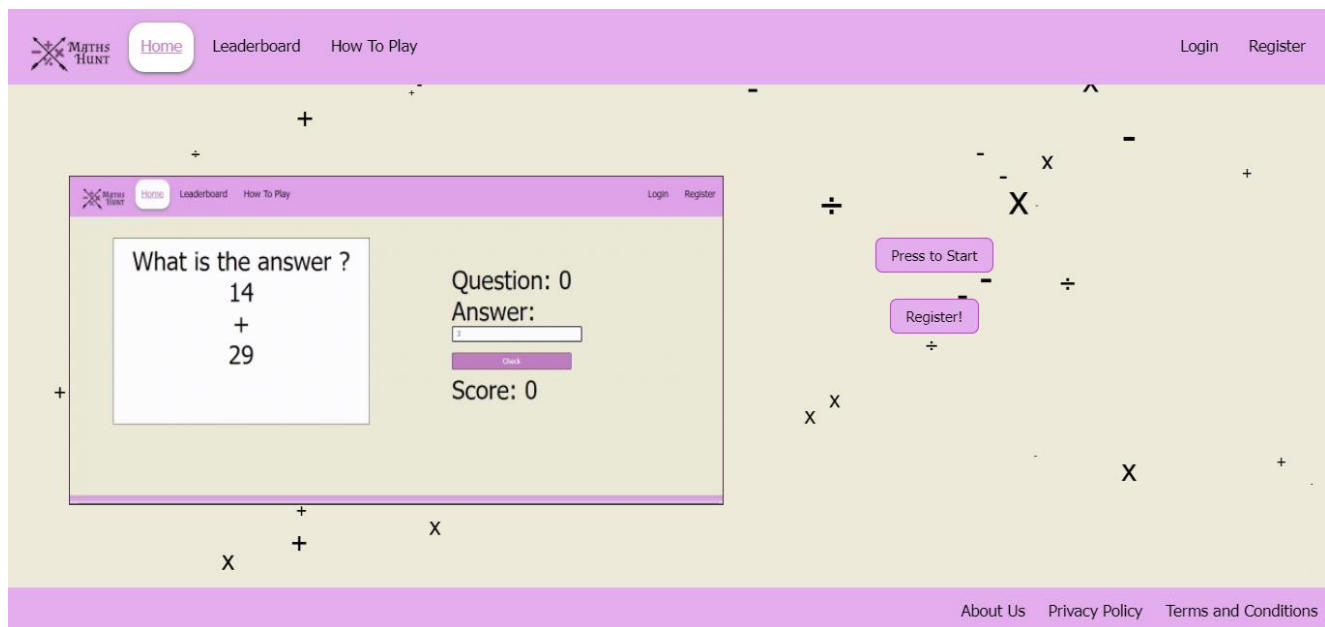 MATHS HUNT Home Leaderboard How To Play Login Register
+ -
- X
+
-
÷
- X
+
-
MATHS HUNT Home Leaderboard How To Play Login Register
÷ X
What is the answer ?
14
+
29
Question: 0
Answer:
3
Check
Score: 0
Press to Start
- ÷
-
Register!
÷
+
X X
X +
+
X
+
X
About Us Privacy Policy Terms and Conditions